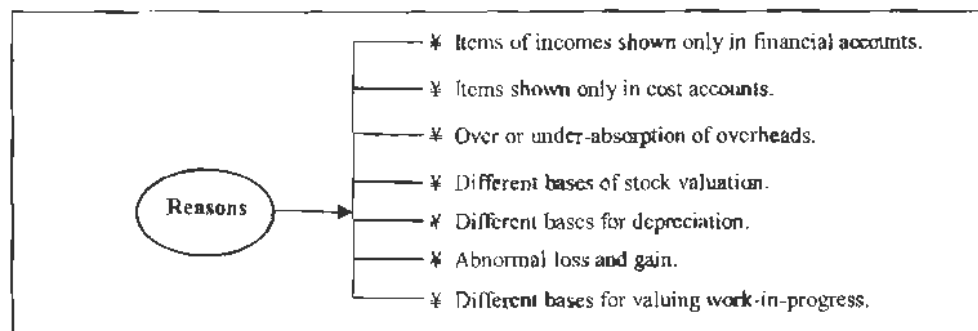 ¥ Items of incomes shown only in financial accounts.
¥ Items shown only in cost accounts.
¥ Over or under-absorption of overheads.
¥ Different bases of stock valuation.
Reasons
¥ Different bases for depreciation.
¥ Abnormal loss and gain.
¥ Different bases for valuing work-in-progress.